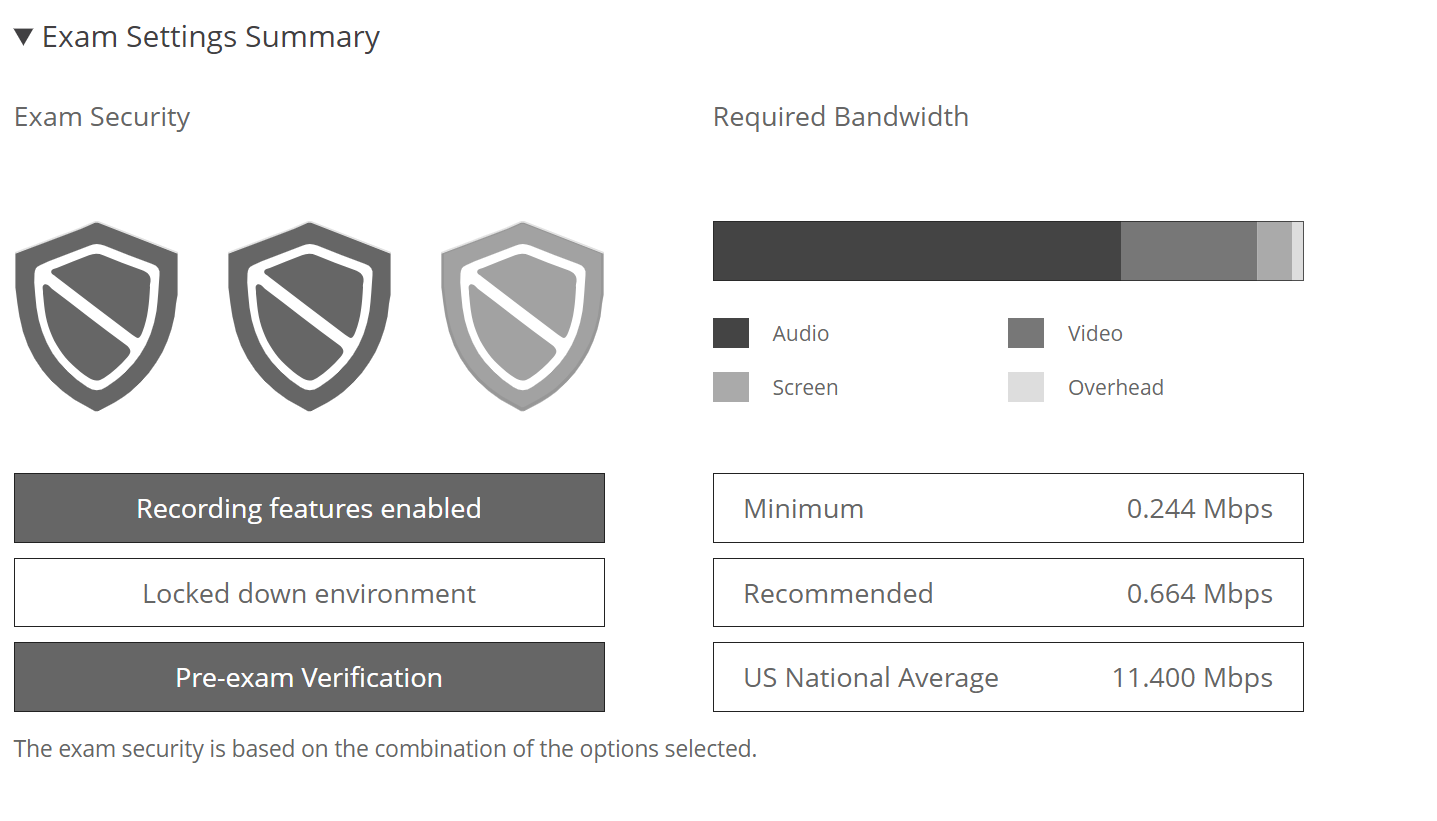 Exam Settings Summary
Exam Security
Required Bandwidth
Audio
Video
Screen
Overhead
Recording features enabled
Locked down environment
Pre-exam Verification
Minimum 0.244 Mbps
Recommended 0.664 Mbps
US National Average 11.400 Mbps
The exam security is based on the combination of the options selected.